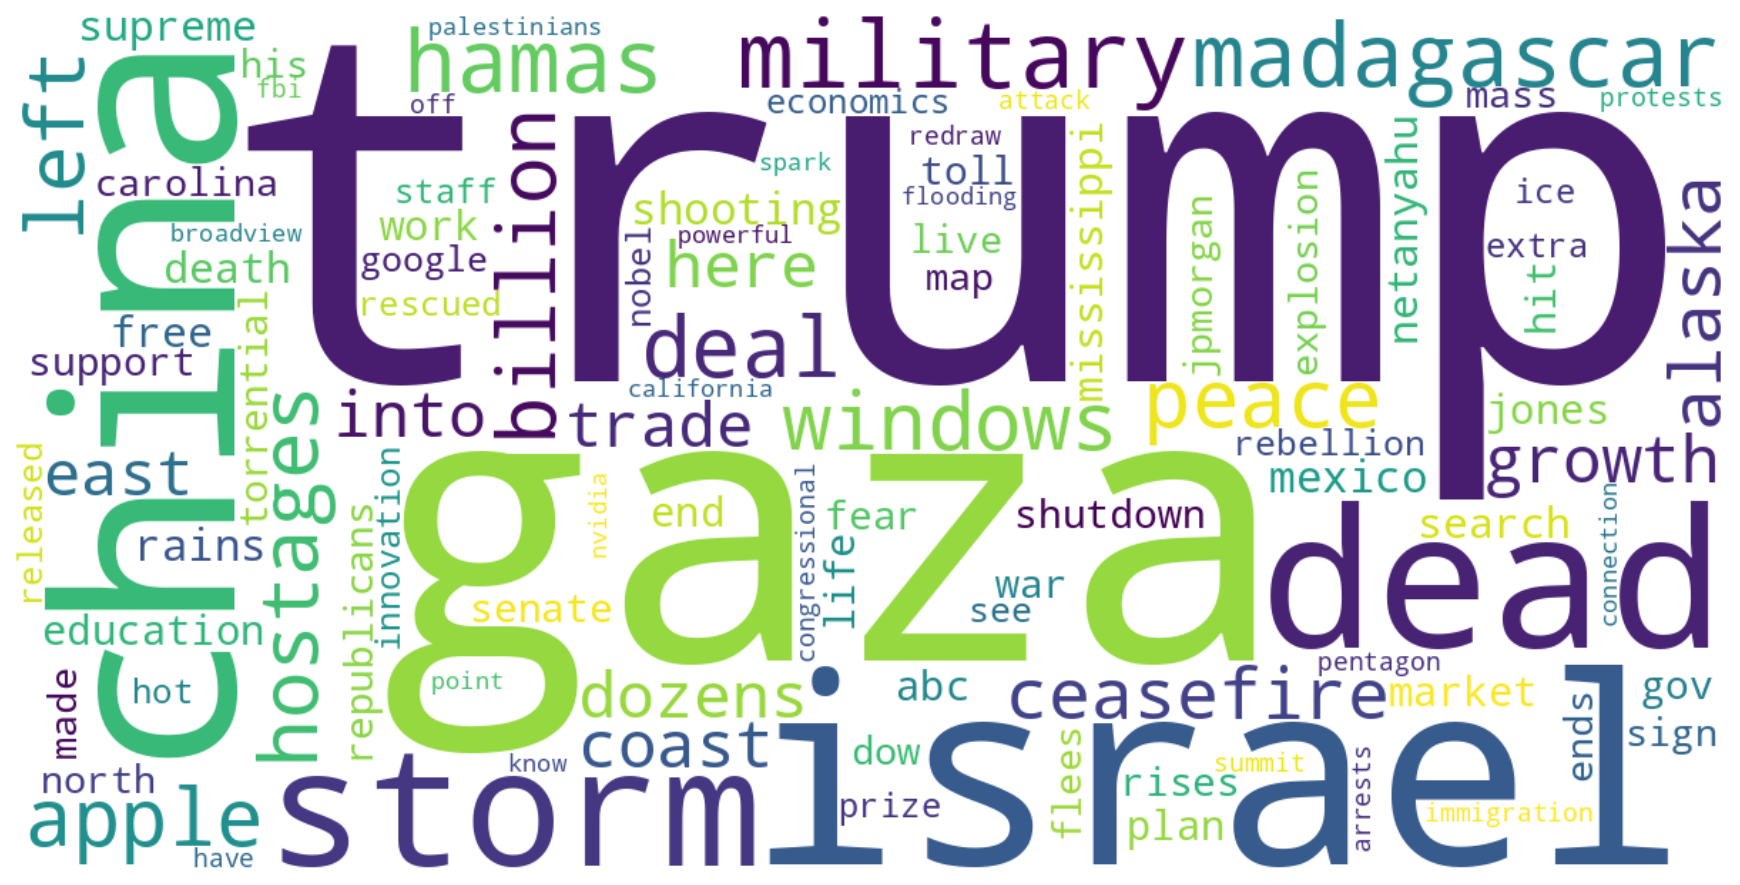 supreme
palestinians
hamas
military
madagascar
his
fbi
left
china
trump
off
economics
attack
mass
protests
carolina
staff
billion
spark
redraw
toll
flooding
mississippi
ice
work
shooting
broadview
google
powerful
here
live
map
nobel
jpmorgan
explosion
netanyahu
extra
hit
alaska
death
rescued
free
torrential
deal
support
california
into
trade
windows
peace
jones
rebellion
growth
mexico
east
released
hostages
innovation
gaza
nvidia
end
congressional
fear
shutdown
search
connection
dead
rains
republicans
life
war
see
senate
education
pentagon
made
hot
point
dozens
abc
ceasefire
market
gov
coast
israel
sign
ends
north
know
storm
dow
flees
rises
summit
arrests
apple
prize
plan
immigration
have